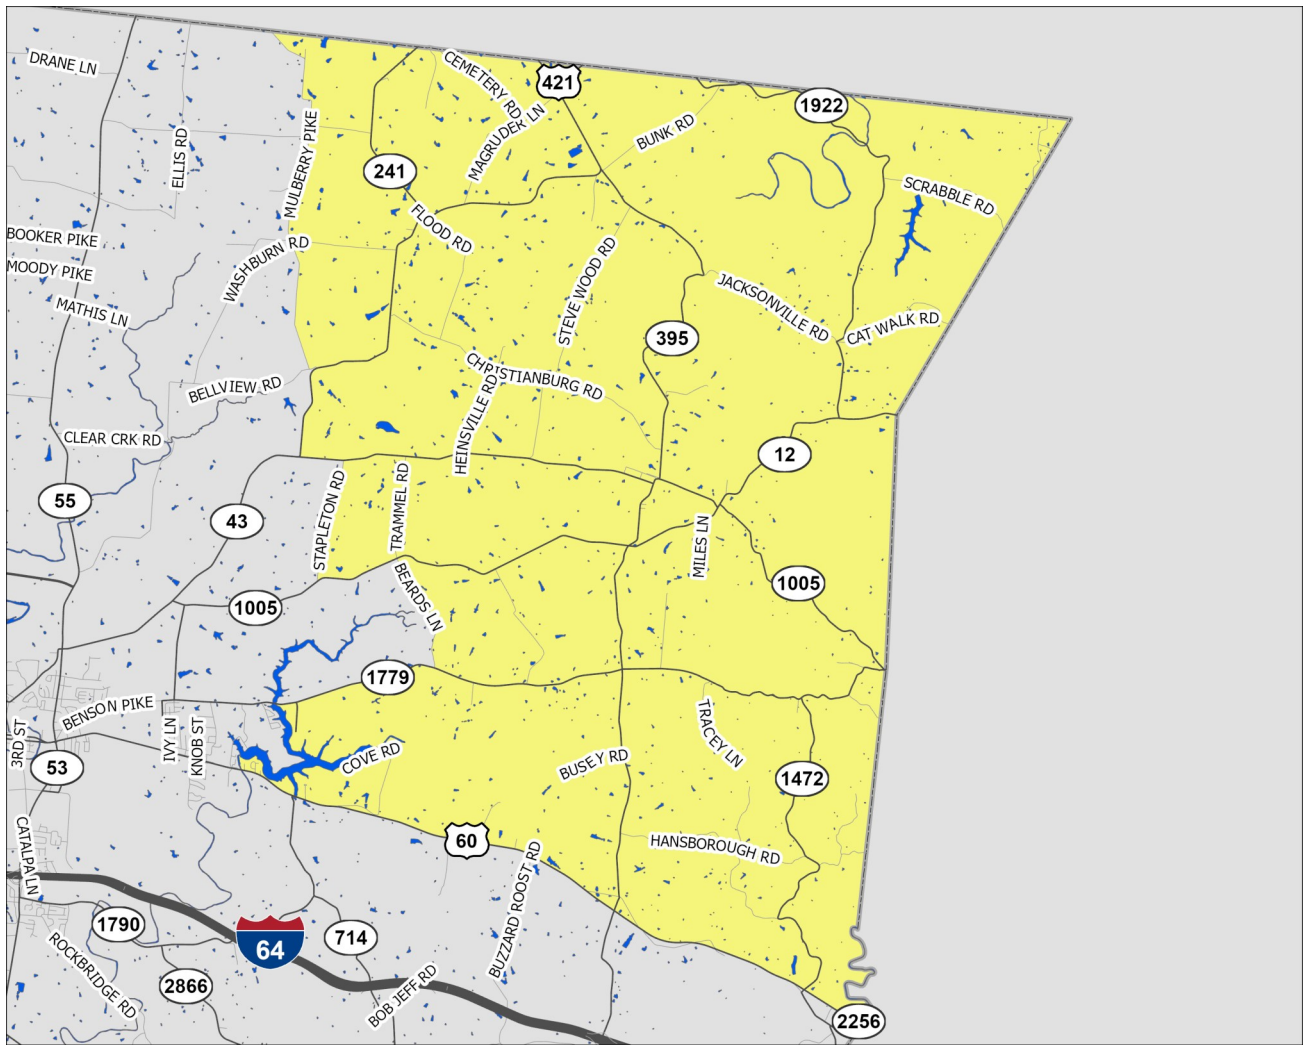 DRANE LN
CEMETERY RD
421
1922
MULBERRY PIKE
ELLIS RD
MAGRUDER LN
BUNK RD
241
SCRABBLE RD
FLOOD RD
BOOKER PIKE
WASHBURN RD
STEVE WOOD RD
MOODY PIKE
MATHIS LN
JACKSONVILLE RD
CAT WALK RD
395
CHRISTIANBURG RD
BELLVIEW RD
HEINSVILLE RD
CLEAR CRK RD
12
55
43
STAPLETON RD
TRAMMEL RD
MILES LN
1005
BEARDS LN
1005
1779
BENSON PIKE
IVY LN
KNOB ST
3RD ST
TRACEY LN
COVE RD
BUSEY RD
53
1472
60
HANSBOROUGH RD
CATALPA LN
BUZZARD ROOST RD
1790
714
64
ROCKBRIDGE RD
2866
BOB JEFF RD
2256